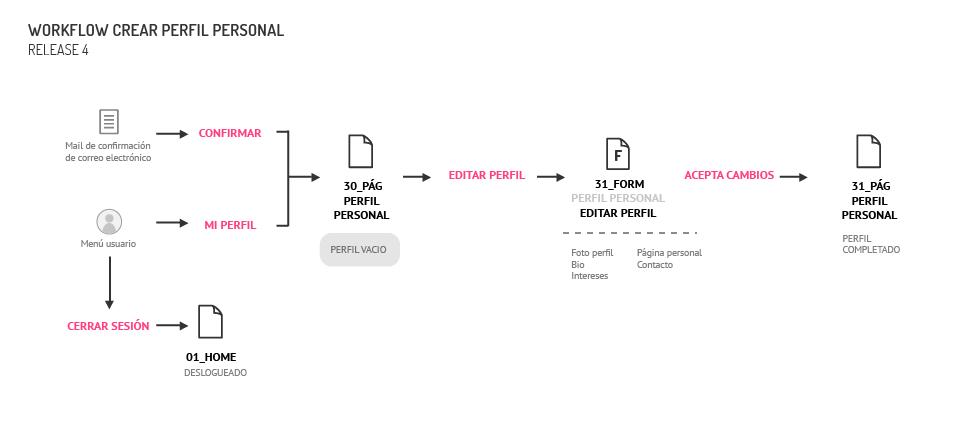 WORKFLOW CREAR PERFIL PERSONAL
RELEASE 4
Mail de confirmación
de correo electrónico
CONFIRMAR
Menú usuario
MI PERFIL
CERRAR SESIÓN
01_HOME
DESLOGUEADO
30_PÁG
PERFIL
PERSONAL
PERFIL VACIO
EDITAR PERFIL
F
31_FORM
PERFIL PERSONAL
EDITAR PERFIL
Foto perfil
Bio
Intereses
Página personal
Contacto
ACEPTA CAMBIOS
31_PÁG
PERFIL
PERSONAL
PERFIL
COMPLETADO